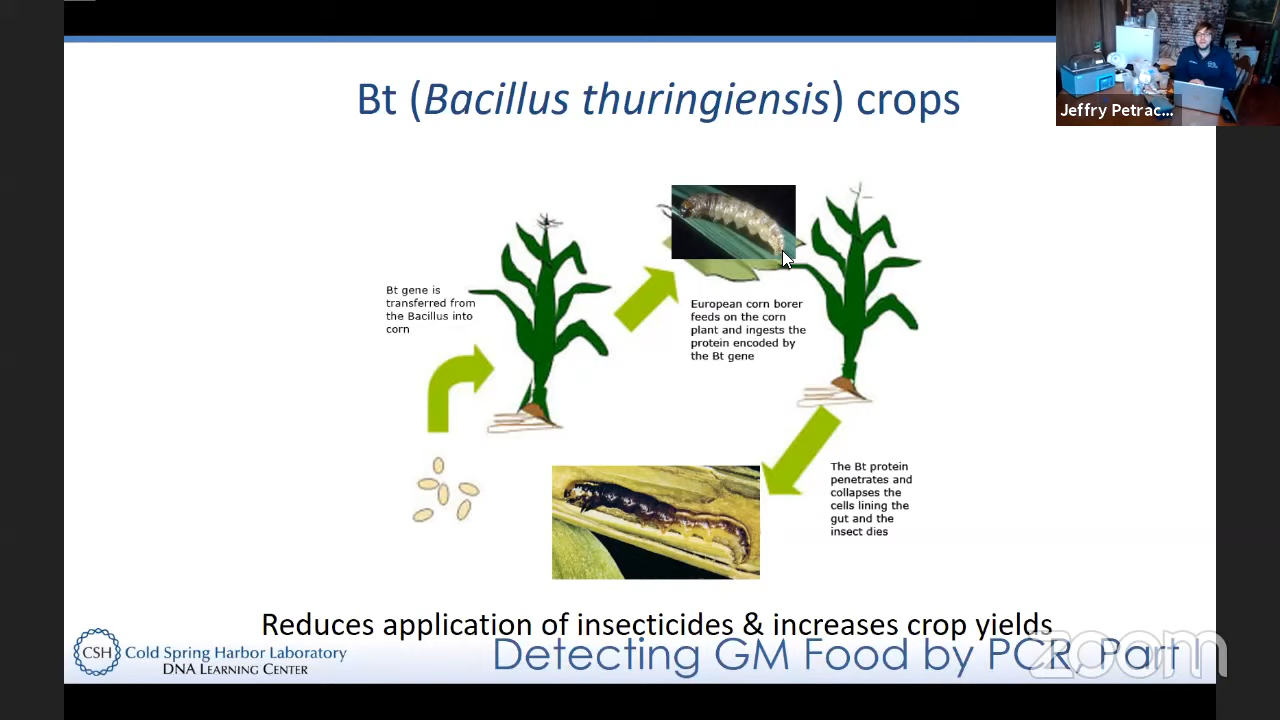 Bt (Bacillus thuringiensis) crops
Jeffry Petrac...
Bt gene is
transferred from
the Bacillus into
corn
European corn borer
feeds on the corn
plant and ingests the
protein encoded by
the Bt gene
The Bt protein
penetrates and
collapses the
cells lining the
gut and the
insect dies
Reduces application of insecticides & increases crop yields
CSH
Cold Spring Harbor Laboratory
DNA LEARNING CENTER
Detecting GM Food by PCR, Part
zoom